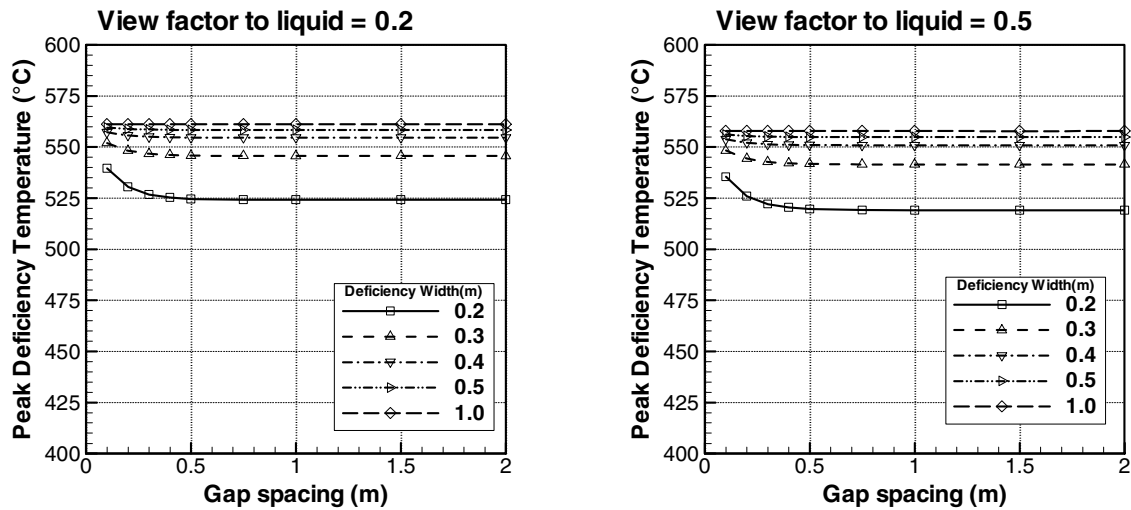 View factor to liquid = 0.2
Peak Deficiency Temperature (°C)
600
575
550
525
500
475
450
425
400
Deficiency Width(m)
0.2
0.3
0.4
0.5
1.0
0 0.5 1 1.5 2
Gap spacing (m)
View factor to liquid = 0.5
Peak Deficiency Temperature (°C)
600
575
550
525
500
475
450
425
400
Deficiency Width(m)
0.2
0.3
0.4
0.5
1.0
0 0.5 1 1.5 2
Gap spacing (m)